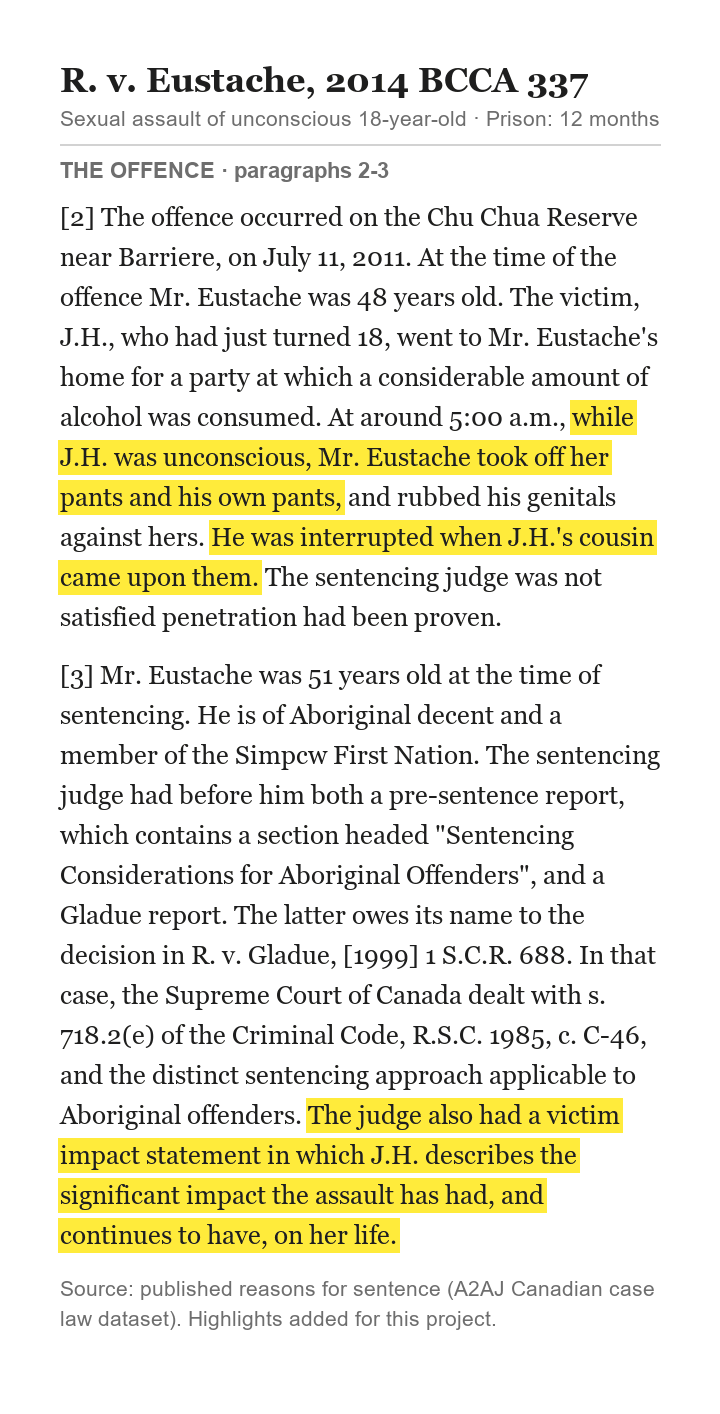 R. v. Eustache, 2014 BCCA 337
Sexual assault of unconscious 18-year-old · Prison: 12 months
THE OFFENCE · paragraphs 2-3
[2] The offence occurred on the Chu Chua Reserve
near Barriere, on July 11, 2011. At the time of the
offence Mr. Eustache was 48 years old. The victim,
J.H., who had just turned 18, went to Mr. Eustache's
home for a party at which a considerable amount of
alcohol was consumed. At around 5:00 a.m., while
J.H. was unconscious, Mr. Eustache took off her
pants and his own pants, and rubbed his genitals
against hers. He was interrupted when J.H.'s cousin
came upon them. The sentencing judge was not
satisfied penetration had been proven.
[3] Mr. Eustache was 51 years old at the time of
sentencing. He is of Aboriginal decent and a
member of the Simpcw First Nation. The sentencing
judge had before him both a pre-sentence report,
which contains a section headed "Sentencing
Considerations for Aboriginal Offenders", and a
Gladue report. The latter owes its name to the
decision in R. v. Gladue, [1999] 1 S.C.R. 688. In that
case, the Supreme Court of Canada dealt with s.
718.2(e) of the Criminal Code, R.S.C. 1985, c. C-46,
and the distinct sentencing approach applicable to
Aboriginal offenders. The judge also had a victim
impact statement in which J.H. describes the
significant impact the assault has had, and
continues to have, on her life.
Source: published reasons for sentence (A2AJ Canadian case
law dataset). Highlights added for this project.